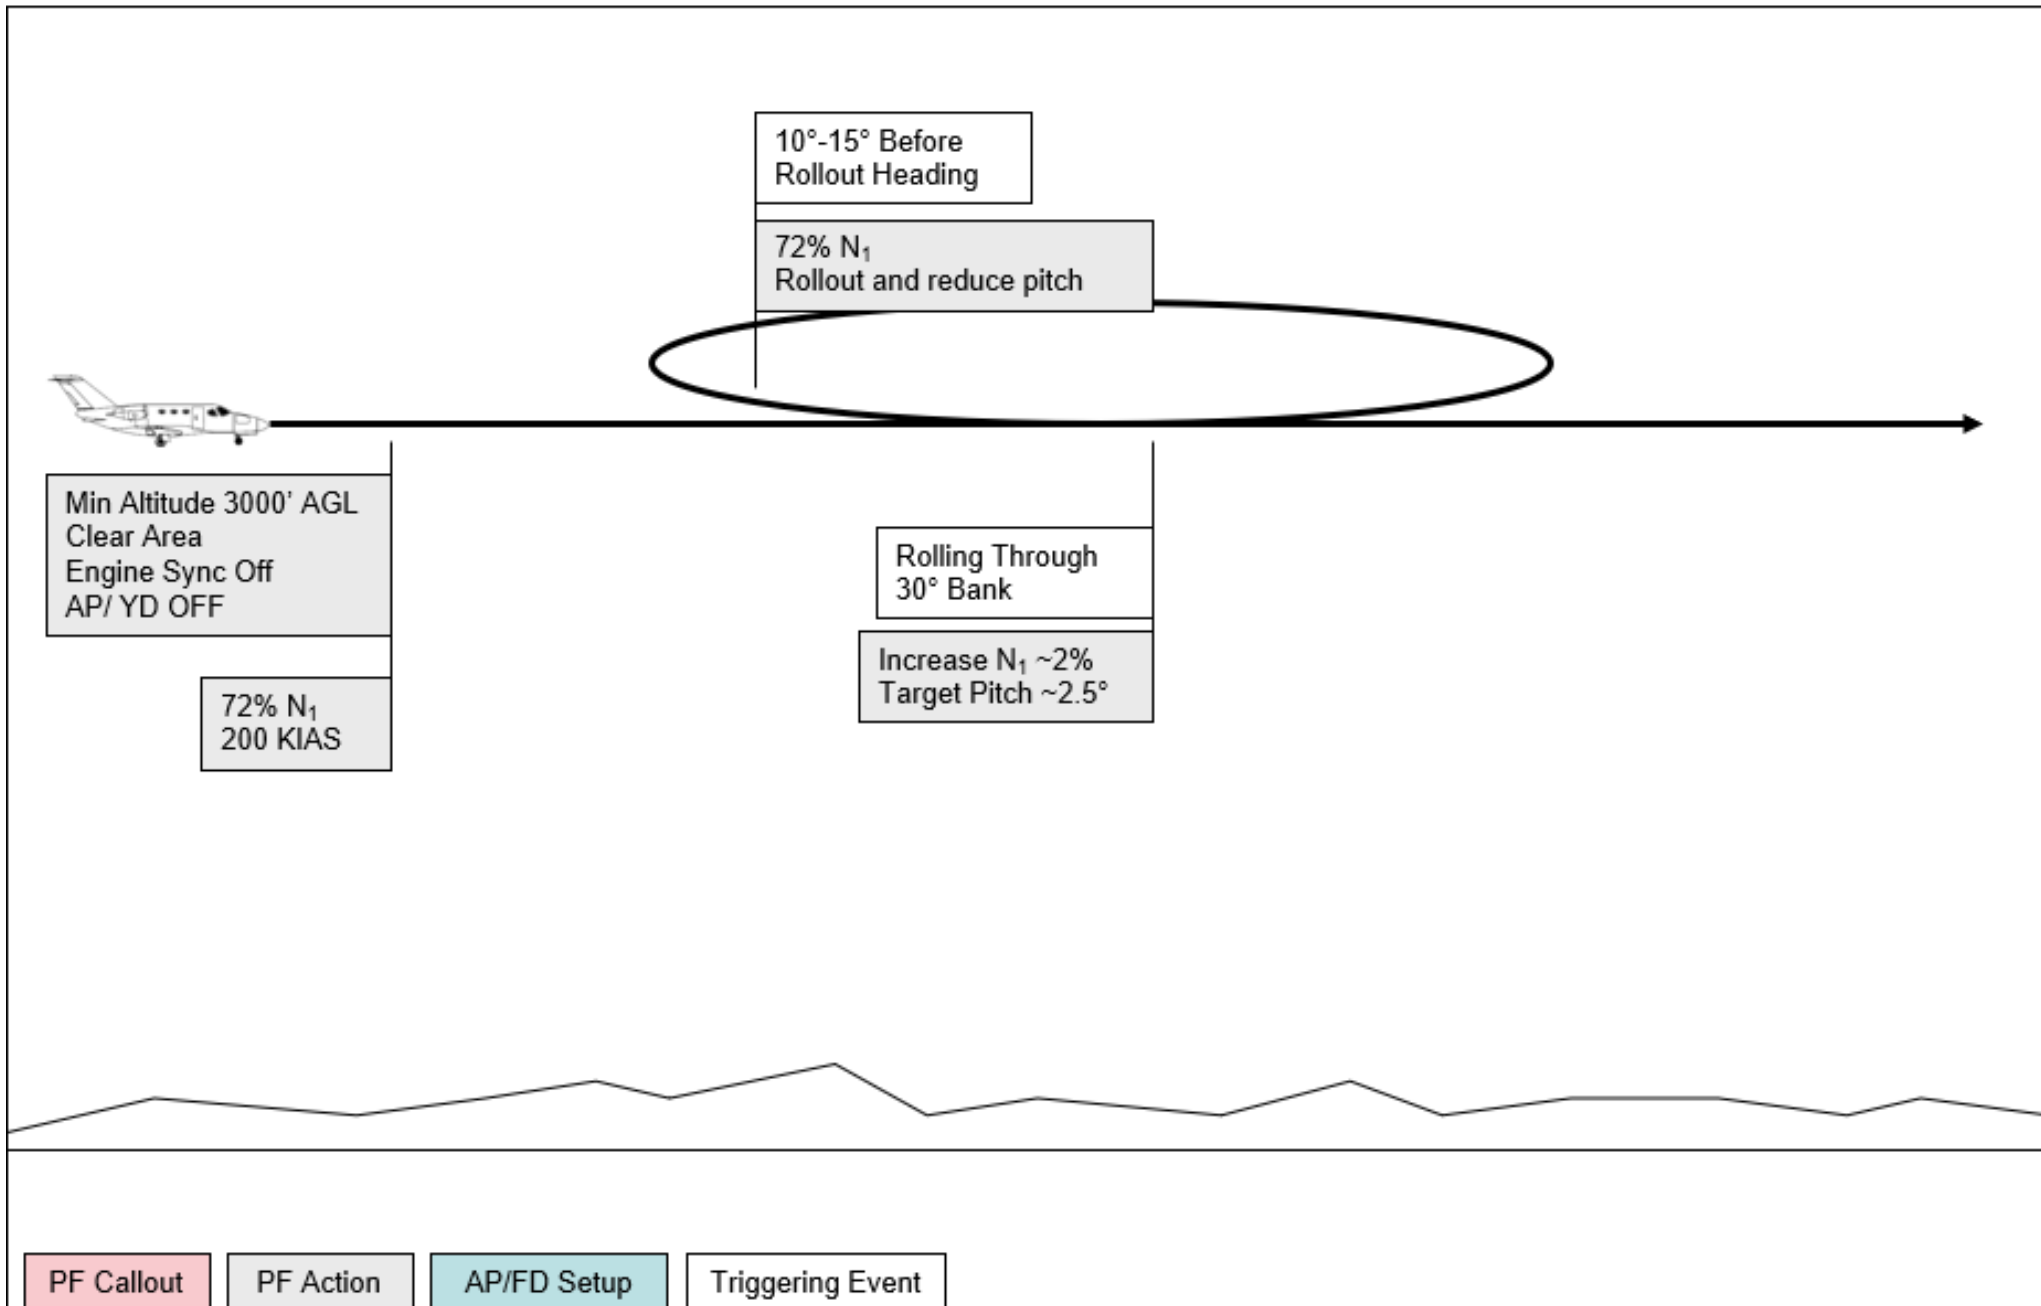 10°-15° Before
Rollout Heading
72% N₁
Rollout and reduce pitch
Min Altitude 3000’ AGL
Clear Area
Engine Sync Off
AP/ YD OFF
72% N₁
200 KIAS
Rolling Through
30° Bank
Increase N₁ ~2%
Target Pitch ~2.5°
PF Callout
PF Action
AP/FD Setup
Triggering Event